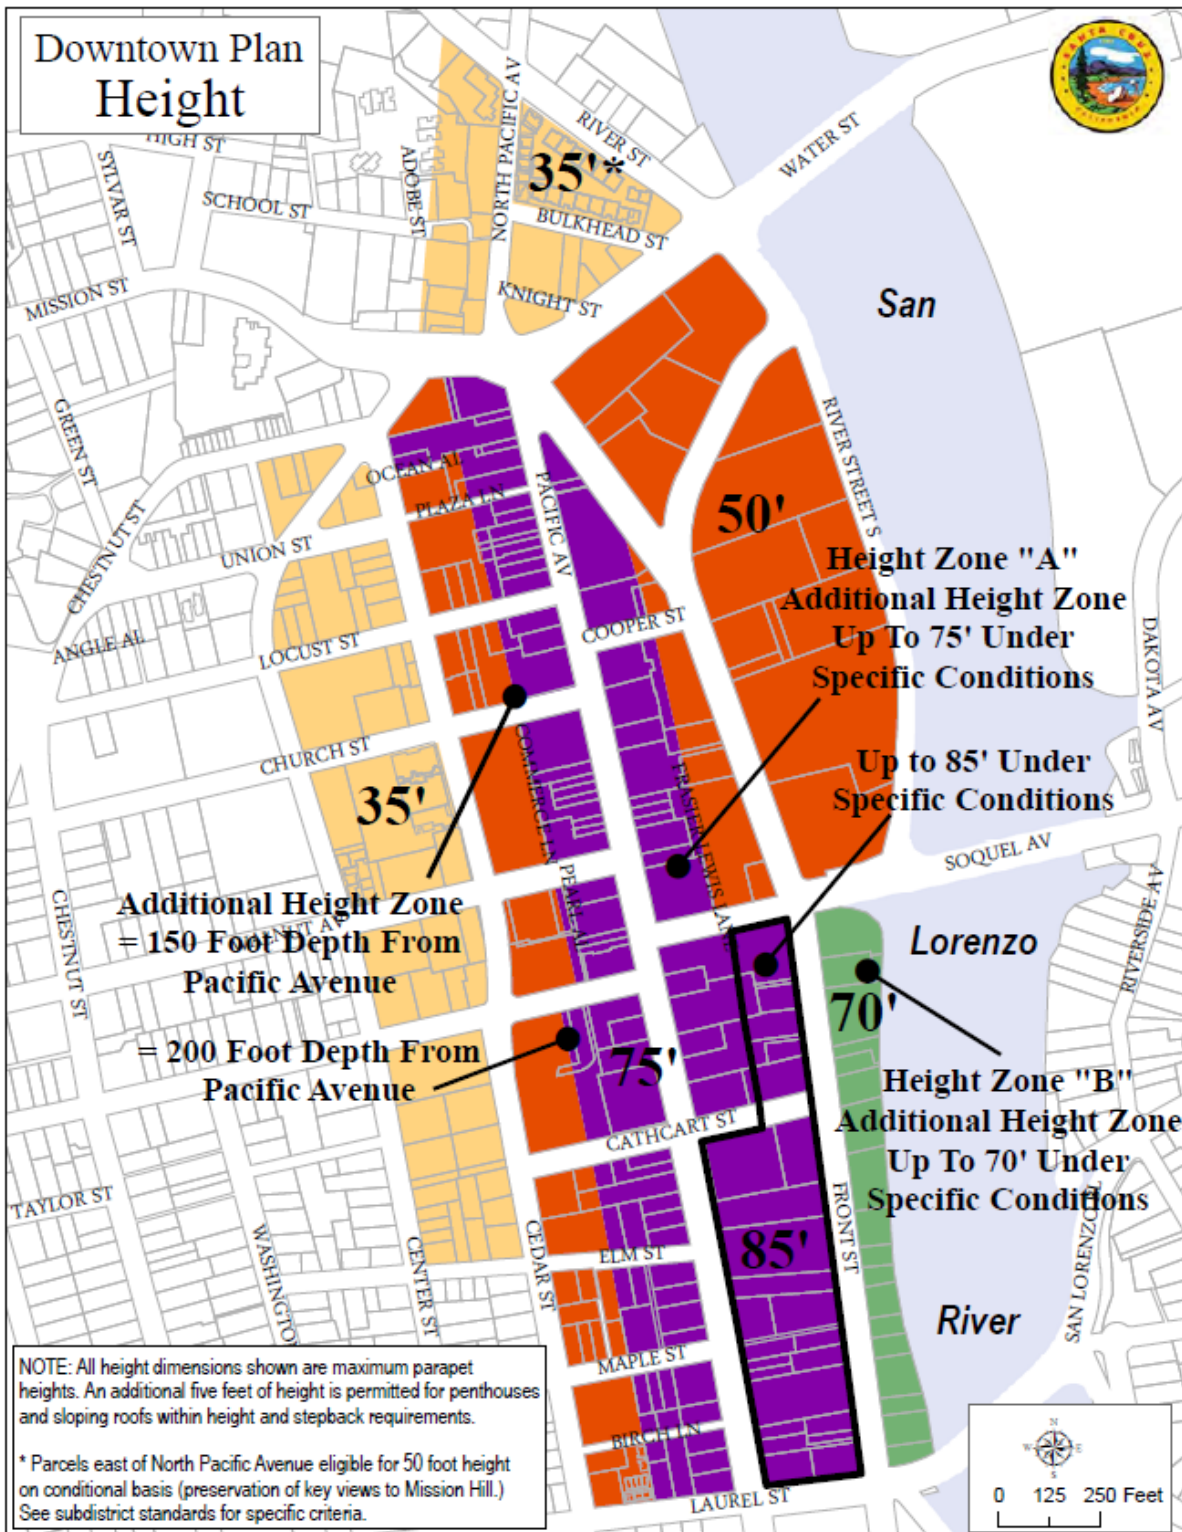 Downtown Plan
Height
SANTA CRUZ
CALIFORNIA
HIGH ST
SYLVAR ST
SCHOOL ST
ADOBE ST
NORTH PACIFIC AV
RIVER ST
35'*
BULKHEAD ST
WATER ST
KNIGHT ST
MISSION ST
San
GREEN ST
OCEAN AL
PLAZA LN
PACIFIC AV
RIVER STREET S
50'
CHESTNUT ST
UNION ST
Height Zone "A"
Additional Height Zone
Up To 75' Under
Specific Conditions
ANGLE AL
LOCUST ST
COOPER ST
DAKOTA AV
CHURCH ST
COMMERCE LN
FRASIER LEWIS LANE
35'
Up to 85' Under
Specific Conditions
SOQUEL AV
PEARL AL
RIVERSIDE AV
Additional Height Zone
= 150 Foot Depth From
Pacific Avenue
CHESTNUT ST
Lorenzo
70'
= 200 Foot Depth From
Pacific Avenue
75'
Height Zone "B"
Additional Height Zone
Up To 70' Under
Specific Conditions
CATHCART ST
TAYLOR ST
WASHINGTON
CENTER ST
CEDAR ST
ELM ST
85'
FRONT ST
SAN LORENZO
River
MAPLE ST
BIRCH LN
LAUREL ST
NOTE: All height dimensions shown are maximum parapet
heights. An additional five feet of height is permitted for penthouses
and sloping roofs within height and stepback requirements.
* Parcels east of North Pacific Avenue eligible for 50 foot height
on conditional basis (preservation of key views to Mission Hill.)
See subdistrict standards for specific criteria.
N
W E
S
0 125 250 Feet